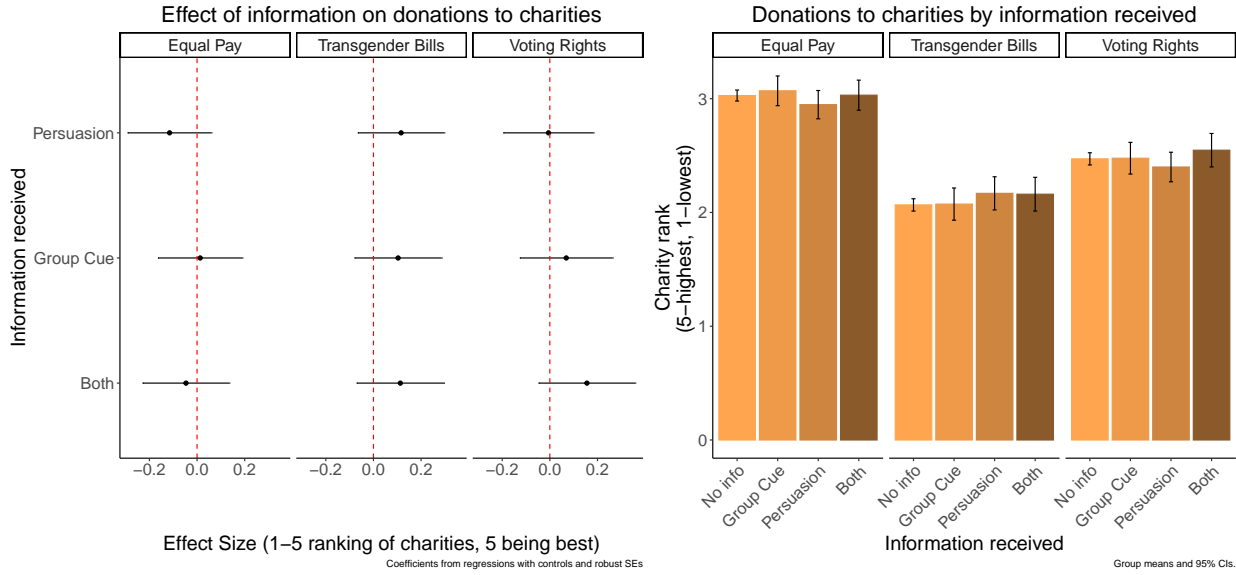 Effect of information on donations to charities
Equal Pay
Transgender Bills
Voting Rights
Information received
Persuasion
Group Cue
Both
−0.2 0.0 0.2
−0.2 0.0 0.2
−0.2 0.0 0.2
Effect Size (1−5 ranking of charities, 5 being best)
Coefficients from regressions with controls and robust SEs
Donations to charities by information received
Equal Pay
Transgender Bills
Voting Rights
Charity rank
(5−highest, 1−lowest)
3
2
1
0
No info Group Cue Persuasion Both
No info Group Cue Persuasion Both
No info Group Cue Persuasion Both
Information received
Group means and 95% CIs.